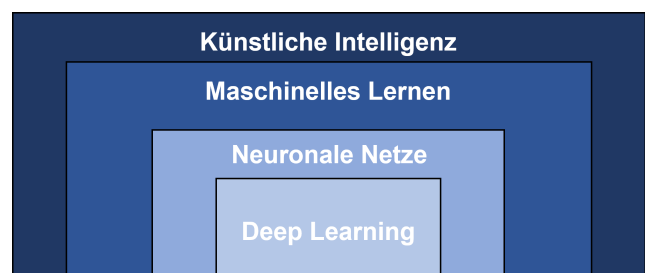 Künstliche Intelligenz
Maschinelles Lernen
Neuronale Netze
Deep Learning